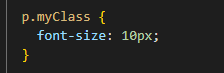 p.myClass {
  font-size: 10px;
}